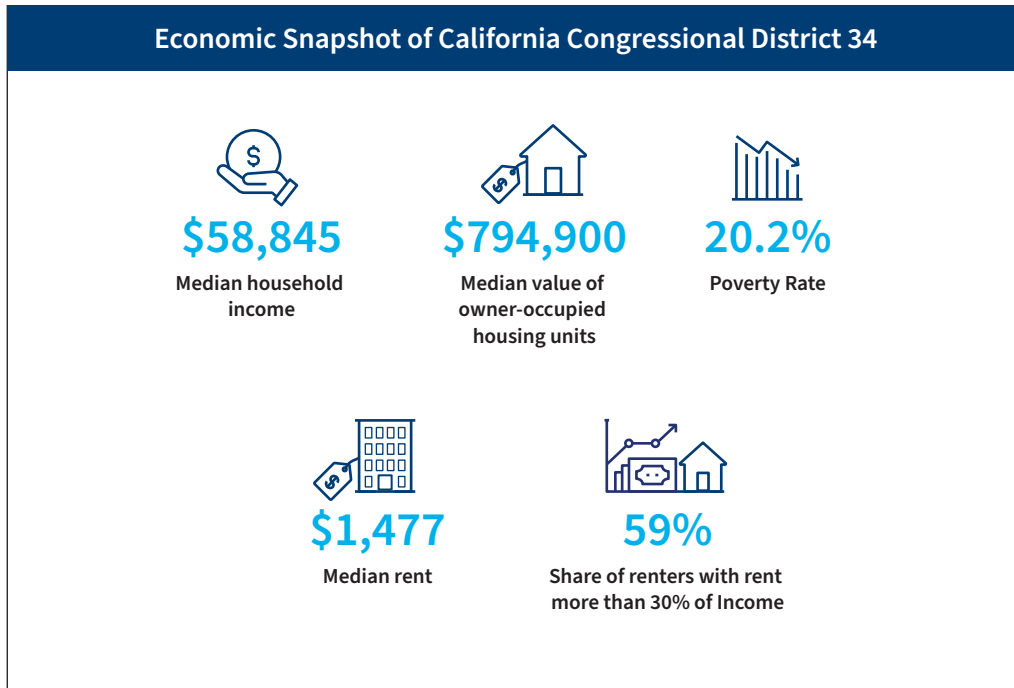 Economic Snapshot of California Congressional District 34
$
$
$58,845
$794,900
20.2%
Median household
income
Median value of
owner-occupied
housing units
Poverty Rate
$
$1,477
59%
Median rent
Share of renters with rent
more than 30% of Income